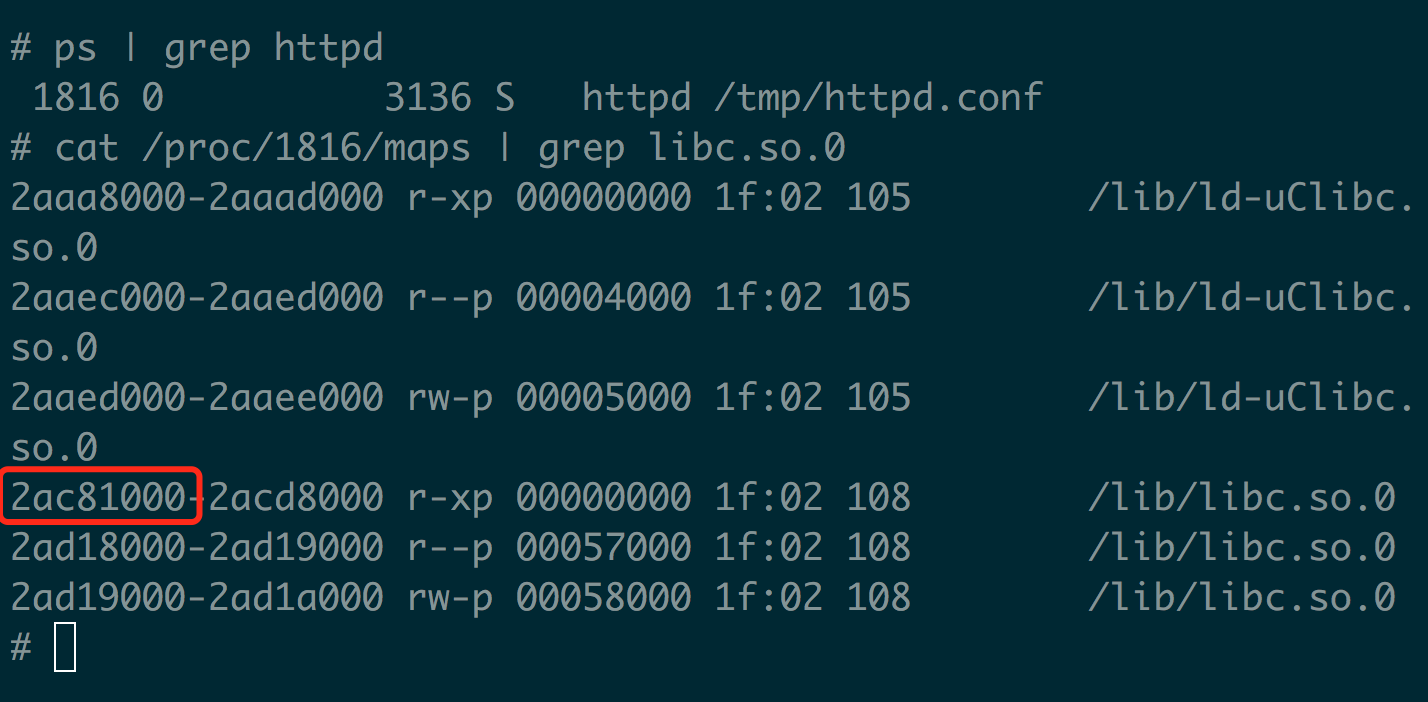 # ps | grep httpd
 1816 0          3136 S   httpd /tmp/httpd.conf
# cat /proc/1816/maps | grep libc.so.0
2aaa8000-2aaad000 r-xp 00000000 1f:02 105        /lib/ld-uClibc.
so.0
2aaec000-2aaed000 r--p 00004000 1f:02 105        /lib/ld-uClibc.
so.0
2aaed000-2aaee000 rw-p 00005000 1f:02 105        /lib/ld-uClibc.
so.0
2ac81000-2acd8000 r-xp 00000000 1f:02 108        /lib/libc.so.0
2ad18000-2ad19000 r--p 00057000 1f:02 108        /lib/libc.so.0
2ad19000-2ad1a000 rw-p 00058000 1f:02 108        /lib/libc.so.0
#